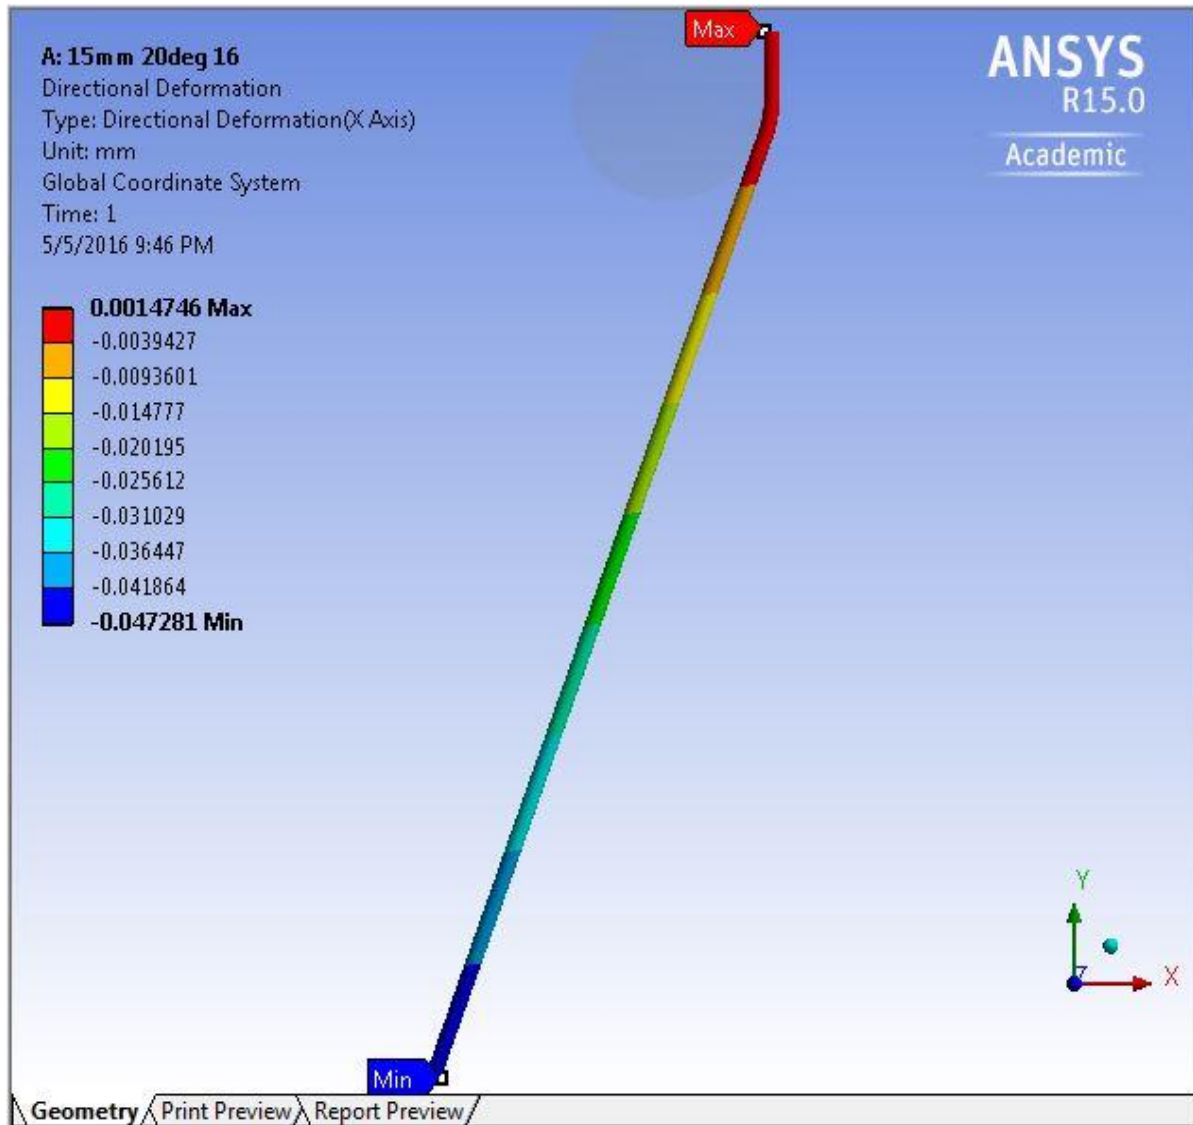 Max
A: 15mm 20deg 16
Directional Deformation
Type: Directional Deformation(X Axis)
Unit: mm
Global Coordinate System
Time: 1
5/5/2016 9:46 PM
ANSYS
R15.0
Academic
0.0014746 Max
-0.0039427
-0.0093601
-0.014777
-0.020195
-0.025612
-0.031029
-0.036447
-0.041864
-0.047281 Min
Y
Z
X
Min
Geometry Print Preview Report Preview